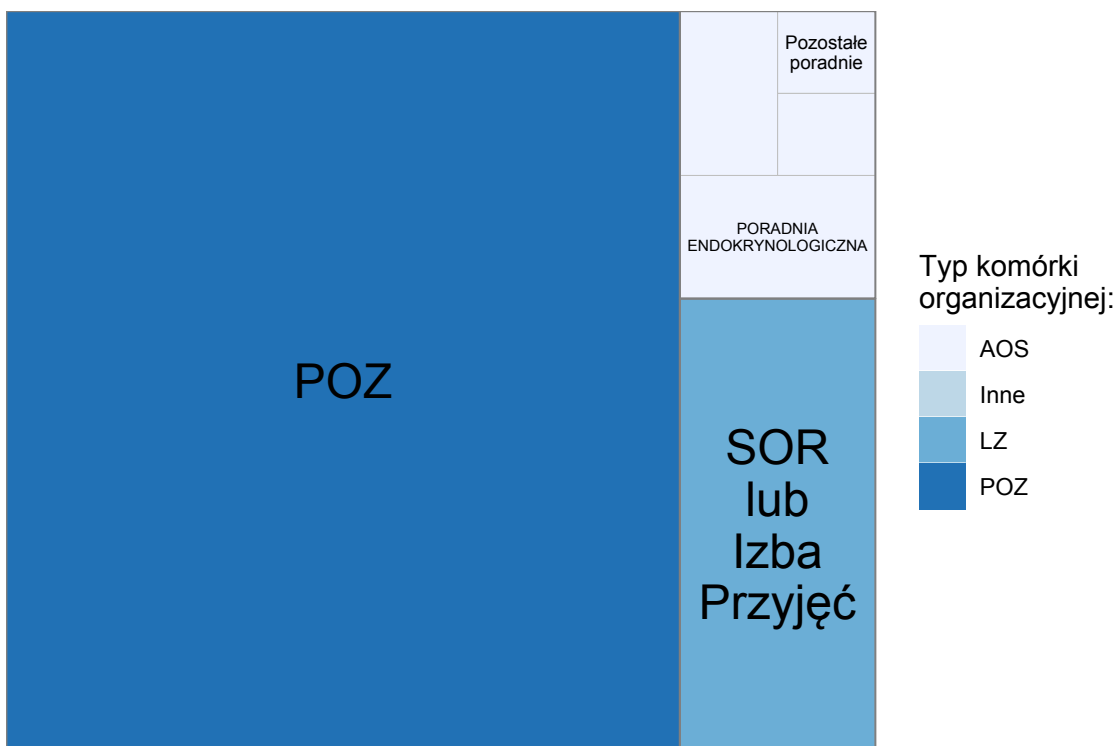 Pozostałe
poradnie
PORADNIA
ENDOKRYNOLOGICZNA
POZ
SOR
lub
Izba
Przyjęć
Typ komórki
organizacyjnej:
AOS
Inne
LZ
POZ